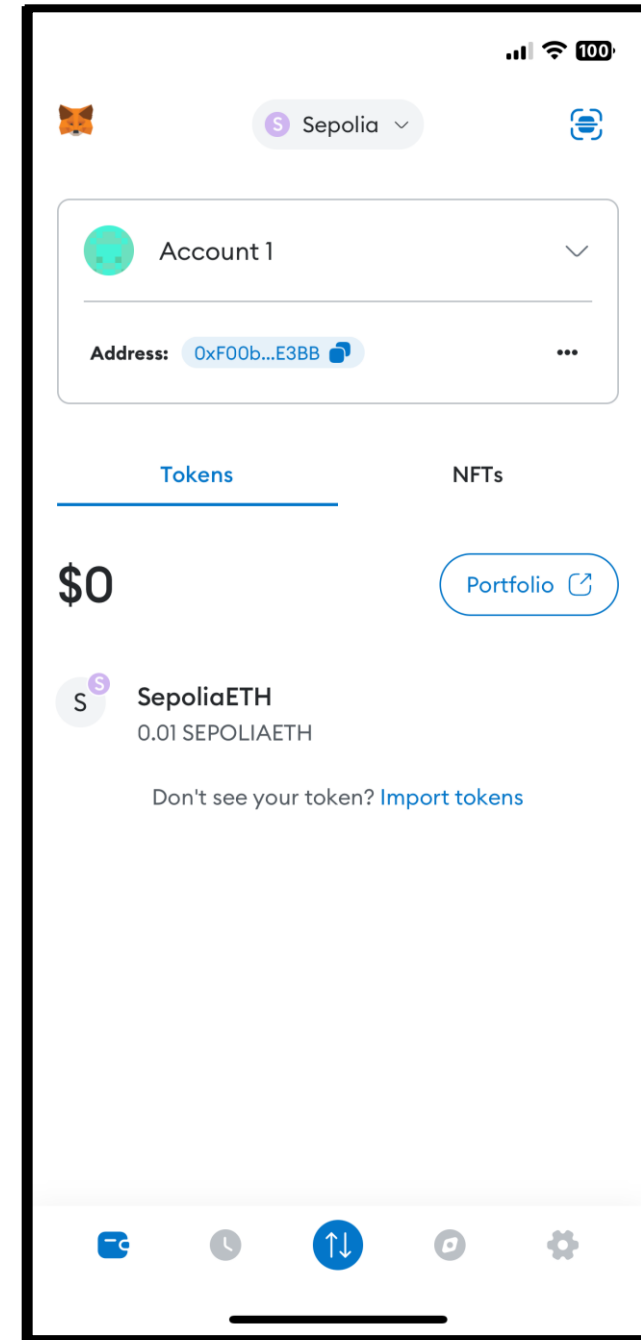 100
S Sepolia
Account 1
Address: 0xF00b...E3BB
Tokens NFTs
$0 Portfolio
S S SepoliaETH
0.01 SEPOLIAETH
Don't see your token? Import tokens